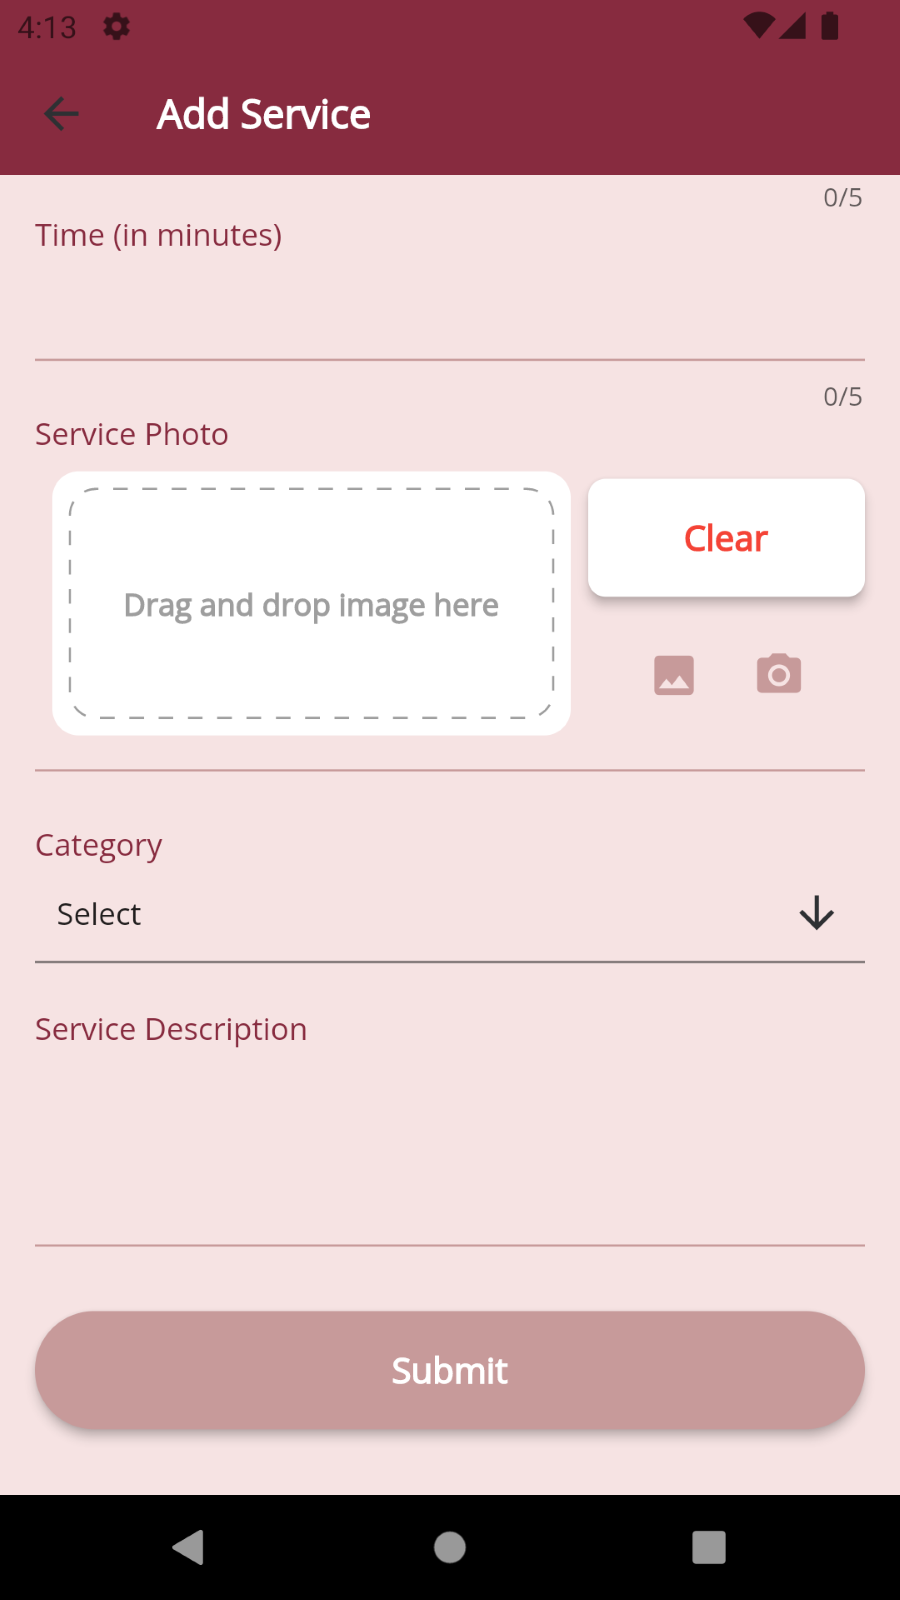 4:13
Add Service
0/5
Time (in minutes)
0/5
Service Photo
Drag and drop image here
Clear
Category
Select
Service Description
Submit